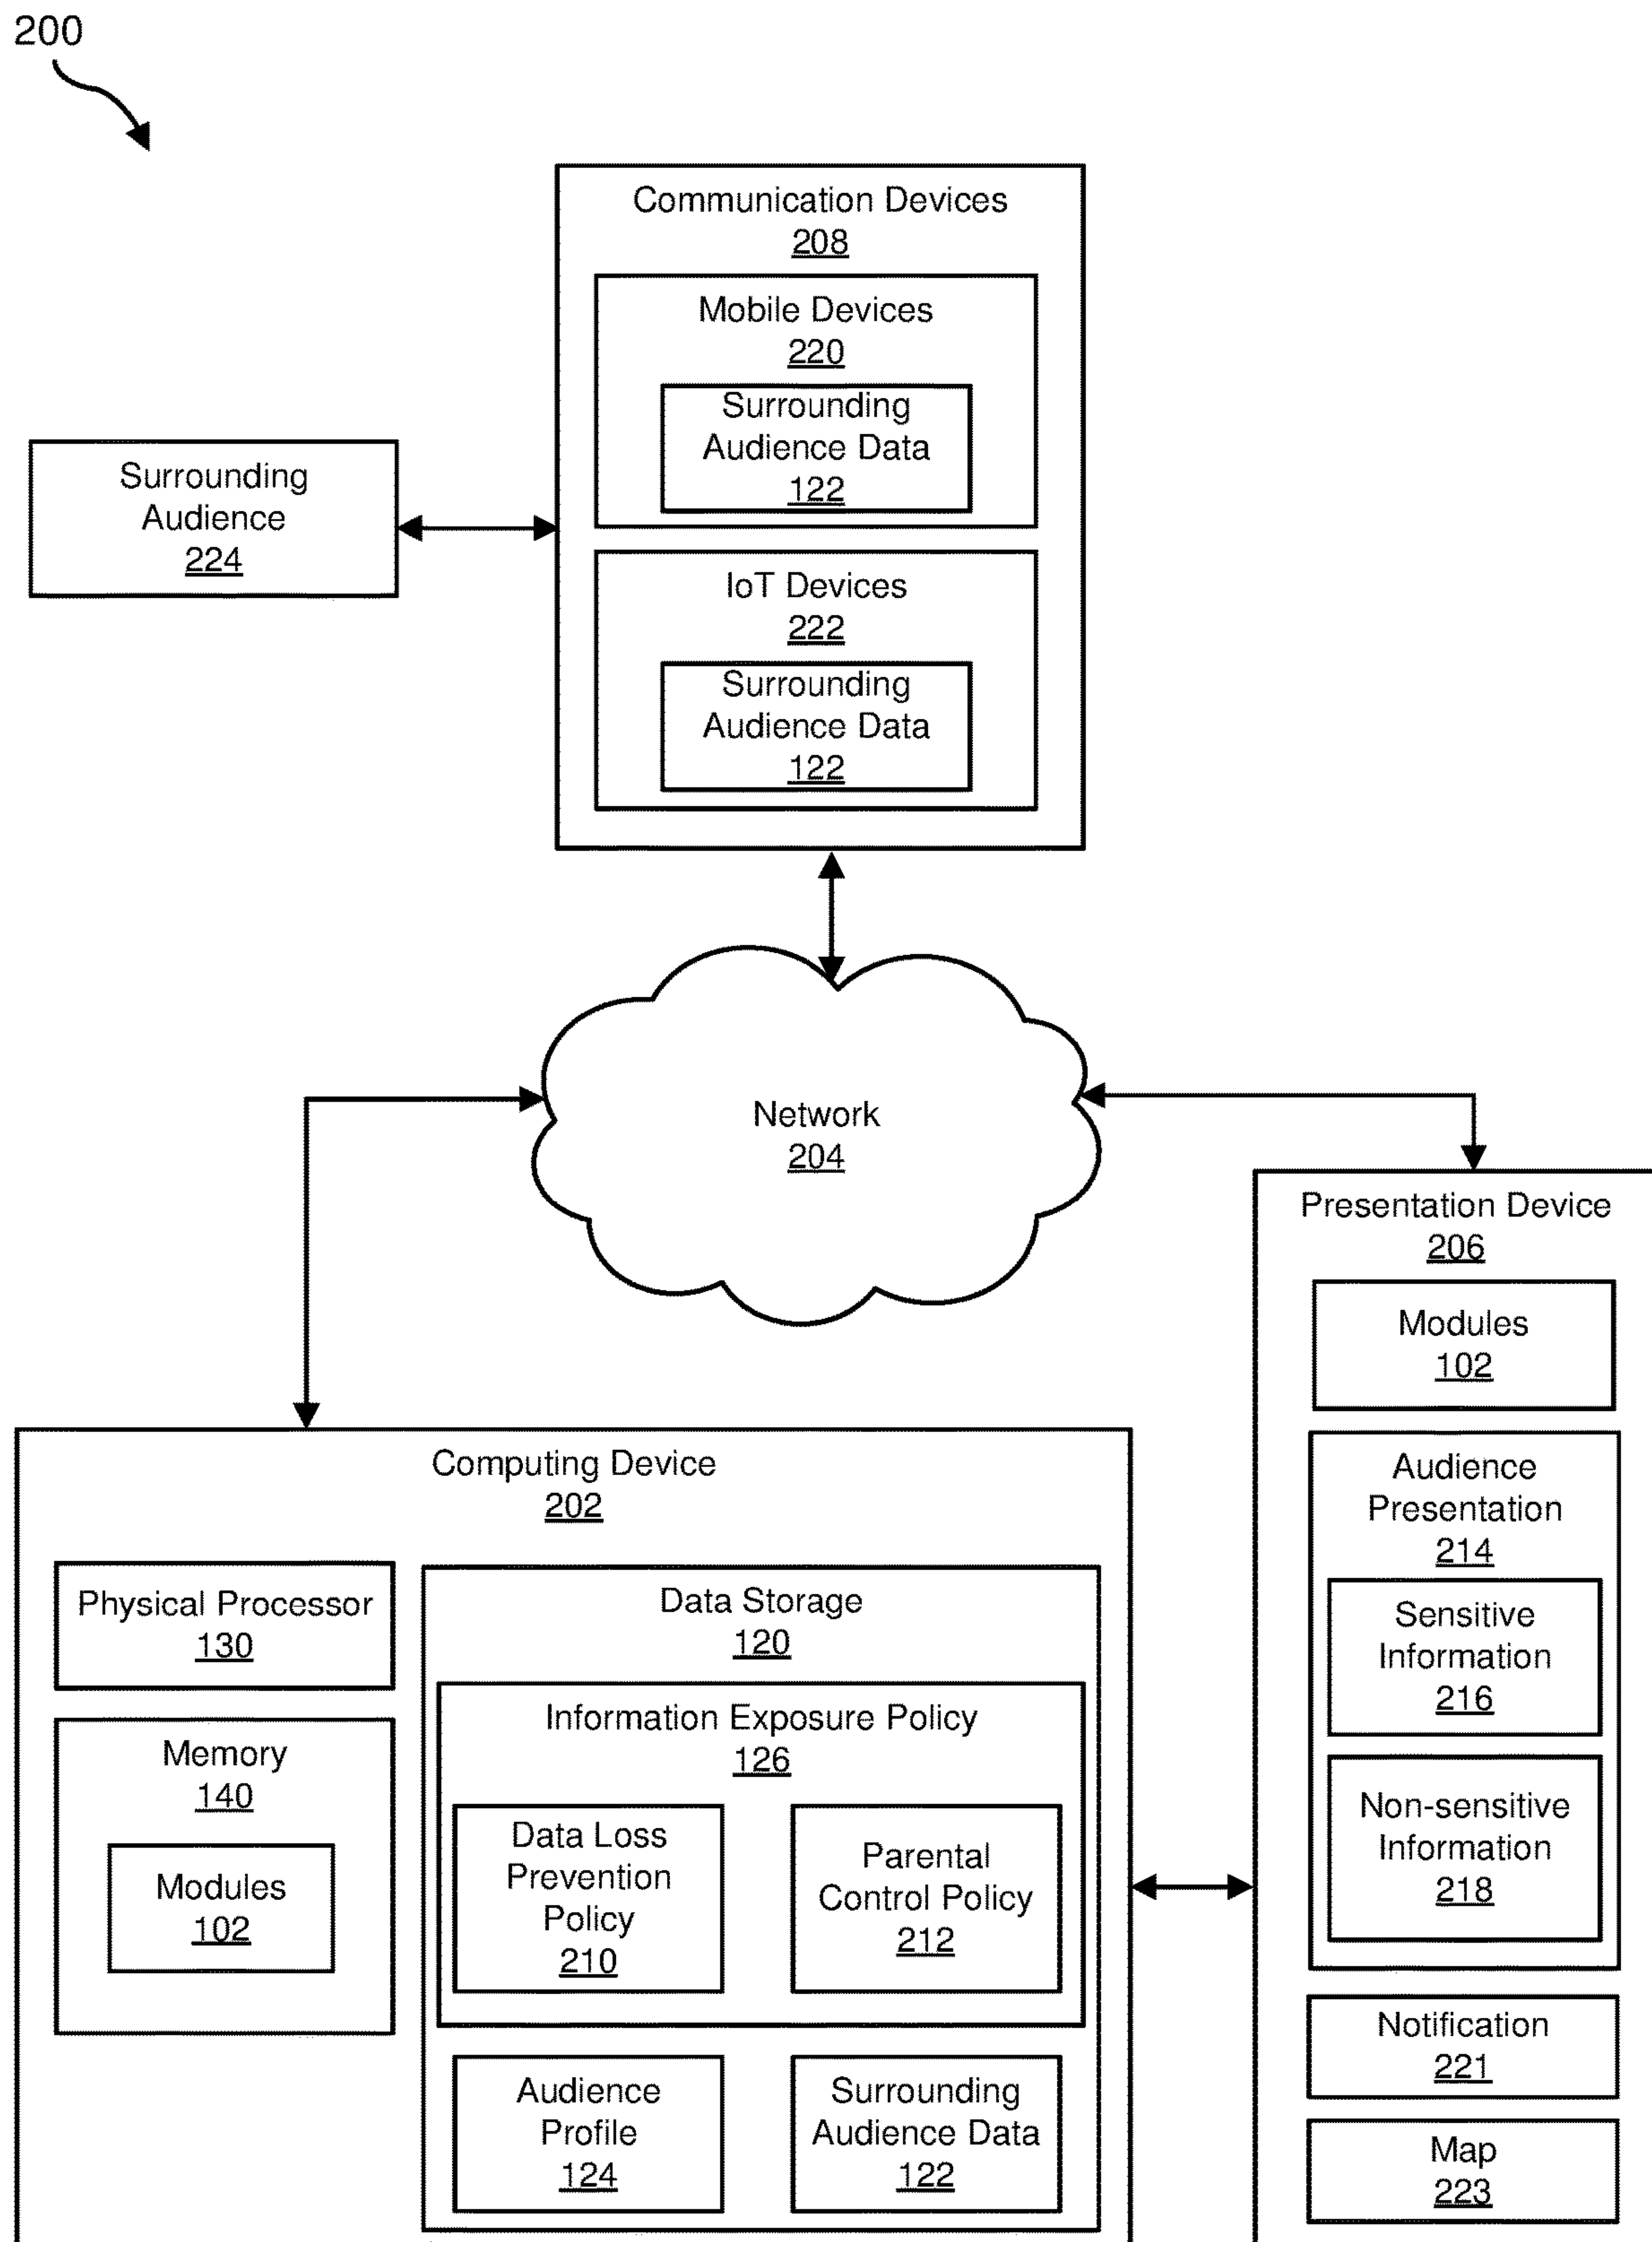 200
Communication Devices
208
Mobile Devices
220
Surrounding
Audience Data
122
Surrounding
Audience
224
IoT Devices
222
Surrounding
Audience Data
122
Network
204
Presentation Device
206
Modules
102
Audience
Presentation
214
Sensitive
Information
216
Non-sensitive
Information
218
Notification
221
Map
223
Computing Device
202
Physical Processor
130
Memory
140
Modules
102
Data Storage
120
Information Exposure Policy
126
Data Loss
Prevention
Policy
210
Parental
Control Policy
212
Audience
Profile
124
Surrounding
Audience Data
122